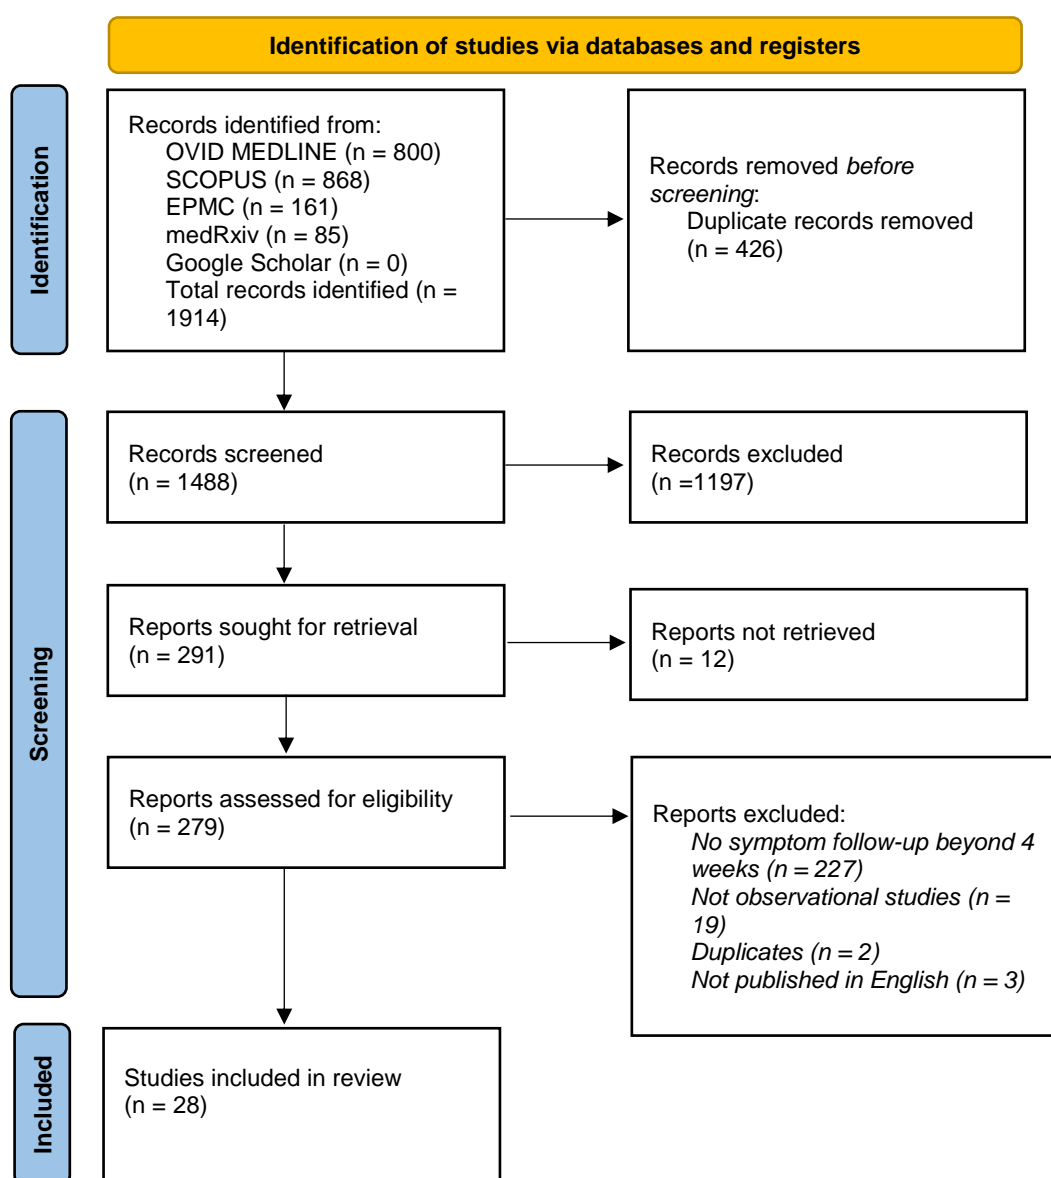 Identification of studies via databases and registers
Identification
Records identified from:
OVID MEDLINE (n = 800)
SCOPUS (n = 868)
EPMC (n = 161)
medRxiv (n = 85)
Google Scholar (n = 0)
Total records identified (n =
1914)
Records removed before
screening:
Duplicate records removed
(n = 426)
Screening
Records screened
(n = 1488)
Records excluded
(n =1197)
Reports sought for retrieval
(n = 291)
Reports not retrieved
(n = 12)
Reports assessed for eligibility
(n = 279)
Reports excluded:
No symptom follow-up beyond 4
weeks (n = 227)
Not observational studies (n =
19)
Duplicates (n = 2)
Not published in English (n = 3)
Included
Studies included in review
(n = 28)